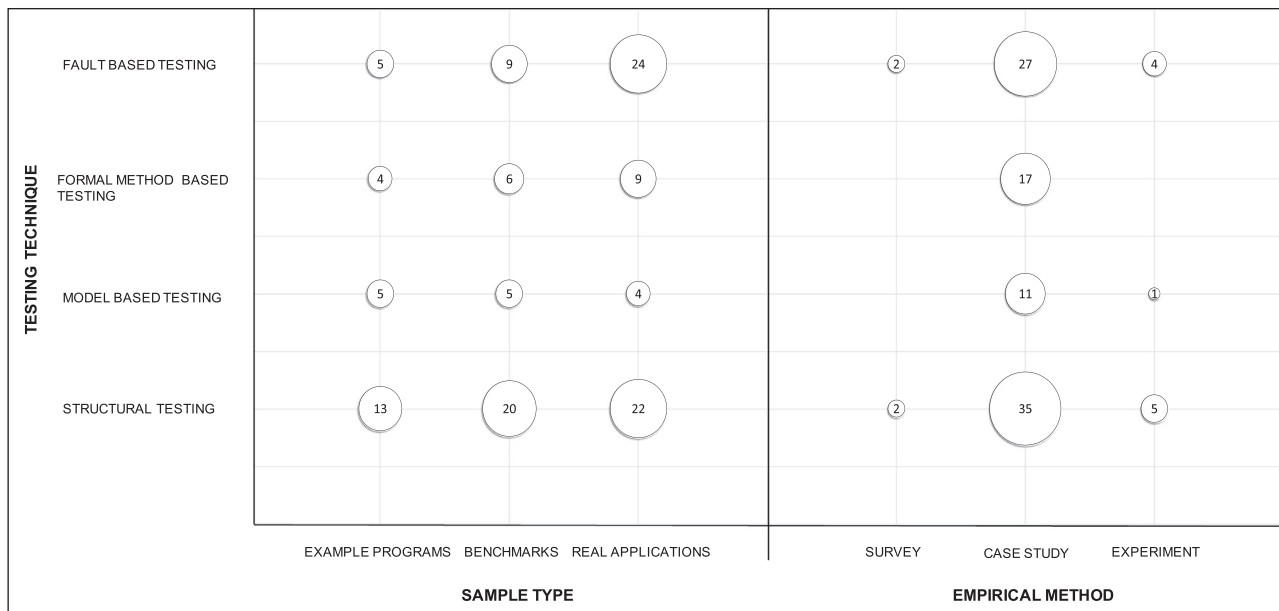 FAULT BASED TESTING
5
9
24
2
27
4
TESTING TECHNIQUE
FORMAL METHOD BASED
TESTING
4
6
9
17
MODEL BASED TESTING
5
5
4
11
1
STRUCTURAL TESTING
13
20
22
2
35
5
EXAMPLE PROGRAMS
BENCHMARKS
REAL APPLICATIONS
SURVEY
CASE STUDY
EXPERIMENT
SAMPLE TYPE
EMPIRICAL METHOD